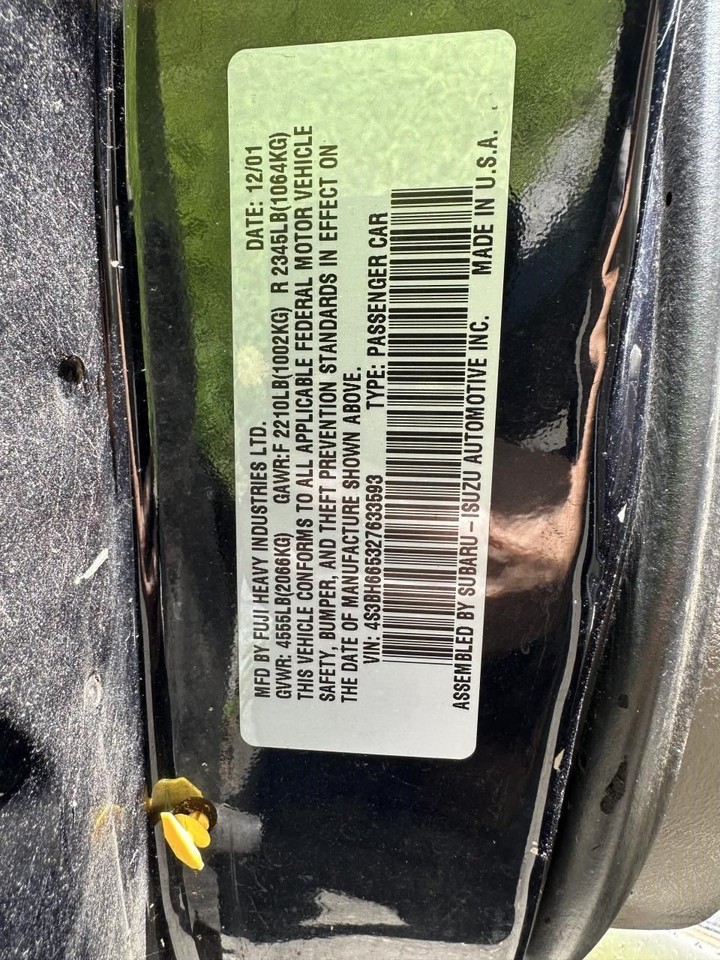 MFD BY FUJI HEAVY INDUSTRIES LTD. DATE: 12/01
GVWR: 4555LB(2066KG) GAWR:F 2210LB(1002KG) R 2345LB(1064KG)
THIS VEHICLE CONFORMS TO ALL APPLICABLE FEDERAL MOTOR VEHICLE
SAFETY, BUMPER, AND THEFT PREVENTION STANDARDS IN EFFECT ON
THE DATE OF MANUFACTURE SHOWN ABOVE.
VIN: 4S3BH665327633593 TYPE: PASSENGER CAR
ASSEMBLED BY SUBARU-ISUZU AUTOMOTIVE INC. MADE IN U.S.A.